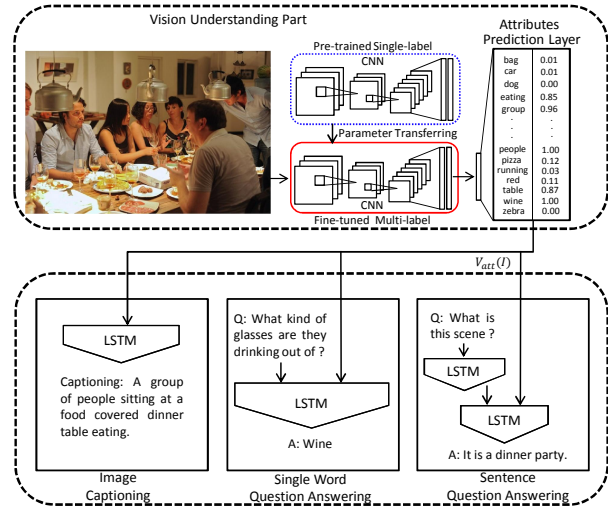 Vision Understanding Part
Attributes
Prediction Layer
Pre-trained Single-label
CNN
Parameter Transferring
CNN
Fine-tuned Multi-label
bag 0.01
car 0.01
dog 0.00
eating 0.85
group 0.96
. .
. .
. .
. .
people 1.00
pizza 0.12
running 0.03
red 0.11
table 0.87
wine 1.00
zebra 0.00
V_att(I)
LSTM
Captioning: A group
of people sitting at a
food covered dinner
table eating.
Image
Captioning
Q: What kind of
glasses are they
drinking out of ?
LSTM
A: Wine
Single Word
Question Answering
Q: What is
this scene ?
LSTM
LSTM
A: It is a dinner party.
Sentence
Question Answering